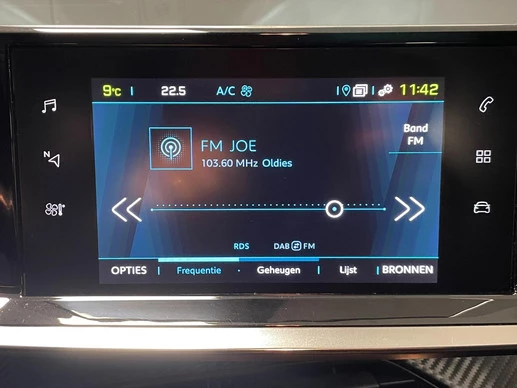 9°C 22.5 A/C 11:42
Band
FM
FM JOE
103.60 MHz Oldies
N
RDS DAB FM
OPTIES Frequentie Geheugen Lijst BRONNEN